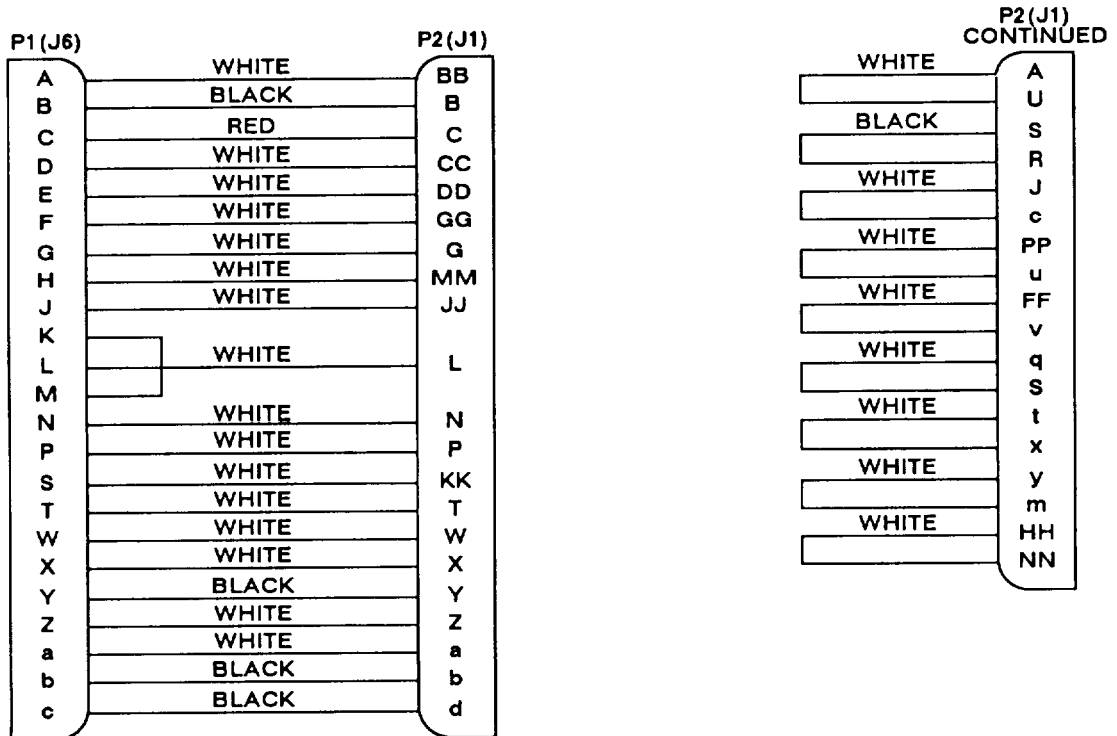 P1(J6) P2(J1)
A WHITE BB
B BLACK B
C RED C
D WHITE CC
E WHITE DD
F WHITE GG
G WHITE G
H WHITE MM
J WHITE JJ
K
L WHITE L
M
N WHITE N
P WHITE P
S WHITE KK
T WHITE T
W WHITE W
X WHITE X
Y BLACK Y
Z WHITE Z
a WHITE a
b BLACK b
c BLACK d
P2(J1)
CONTINUED
WHITE A
U
BLACK S
R
WHITE J
c
WHITE PP
u
WHITE FF
v
WHITE q
S
WHITE t
x
WHITE y
m
WHITE HH
NN